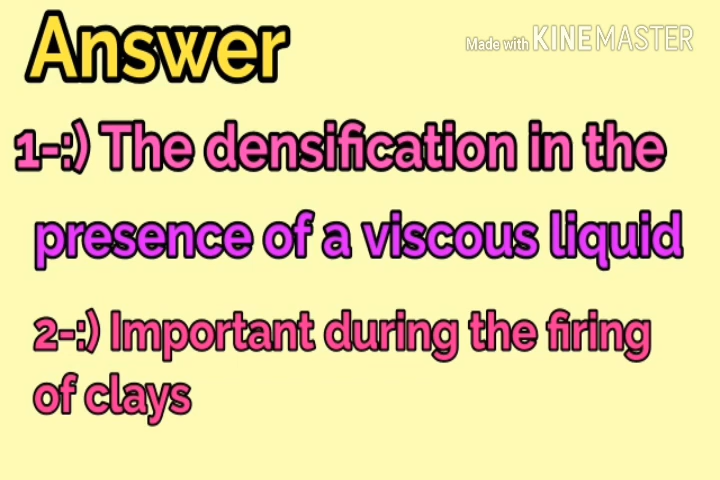 Answer
Made with KINEMASTER
1-:) The densification in the
presence of a viscous liquid
2-:) Important during the firing
of clays